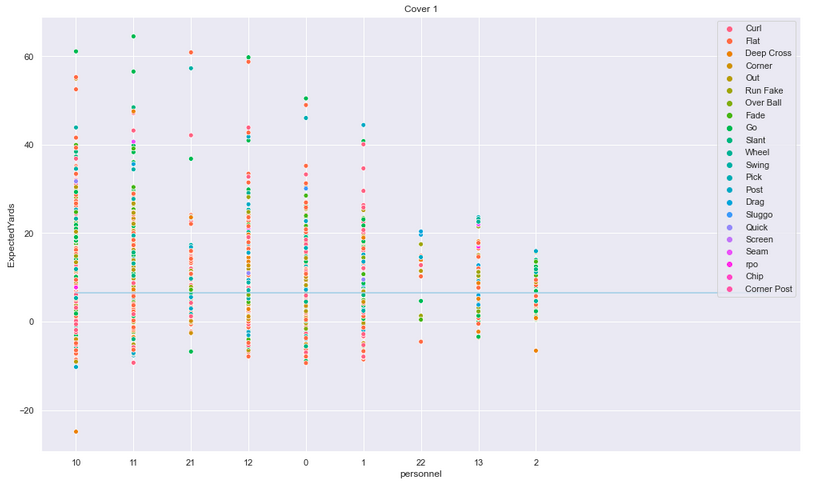 Cover 1
60
40
20
0
−20
ExpectedYards
10 11 21 12 0 1 22 13 2
personnel
Curl
Flat
Deep Cross
Corner
Out
Run Fake
Over Ball
Fade
Go
Slant
Wheel
Swing
Pick
Post
Drag
Sluggo
Quick
Screen
Seam
rpo
Chip
Corner Post